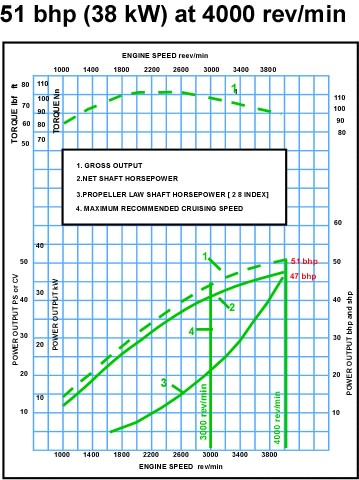 51 bhp (38 kW) at 4000 rev/min
ENGINE SPEED reev/min
1000 1400 1800 2200 2600 3000 3400 3800
TORQUE lbf ft
80
70
60
50
TORQUE Nn
110
100
90
80
70
1
110
100
90
80
1. GROSS OUTPUT
2.NET SHAFT HORSEPOWER
3.PROPELLER LAW SHAFT HORSEPOWER [ 2 8 INDEX]
4. MAXIMUM RECOMMENDED CRUISING SPEED
POWER OUTPUT PS or CV
50
40
30
20
10
POWER OUTPUT kW
40
30
20
10
1
2
4
3
51 bhp
47 bhp
3000 rev/min
4000 rev/min
60
50
40
30
20
10
POWER OUTPUT bhp and shp
1000 1400 1800 2200 2600 3000 3400 3800
ENGINE SPEED rev/min